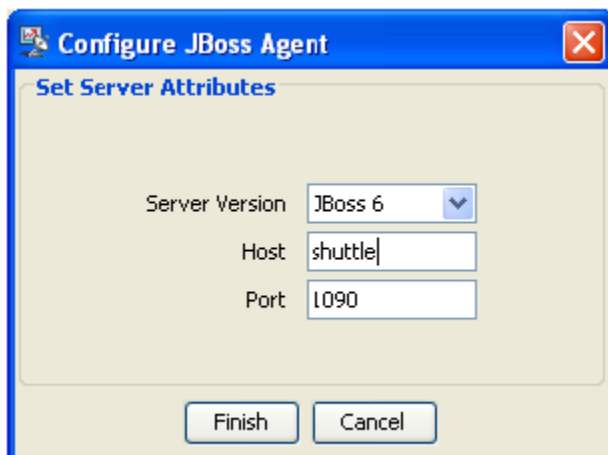 Configure JBoss Agent
Set Server Attributes
Server Version JBoss 6
Host shuttle
Port 1090
Finish Cancel